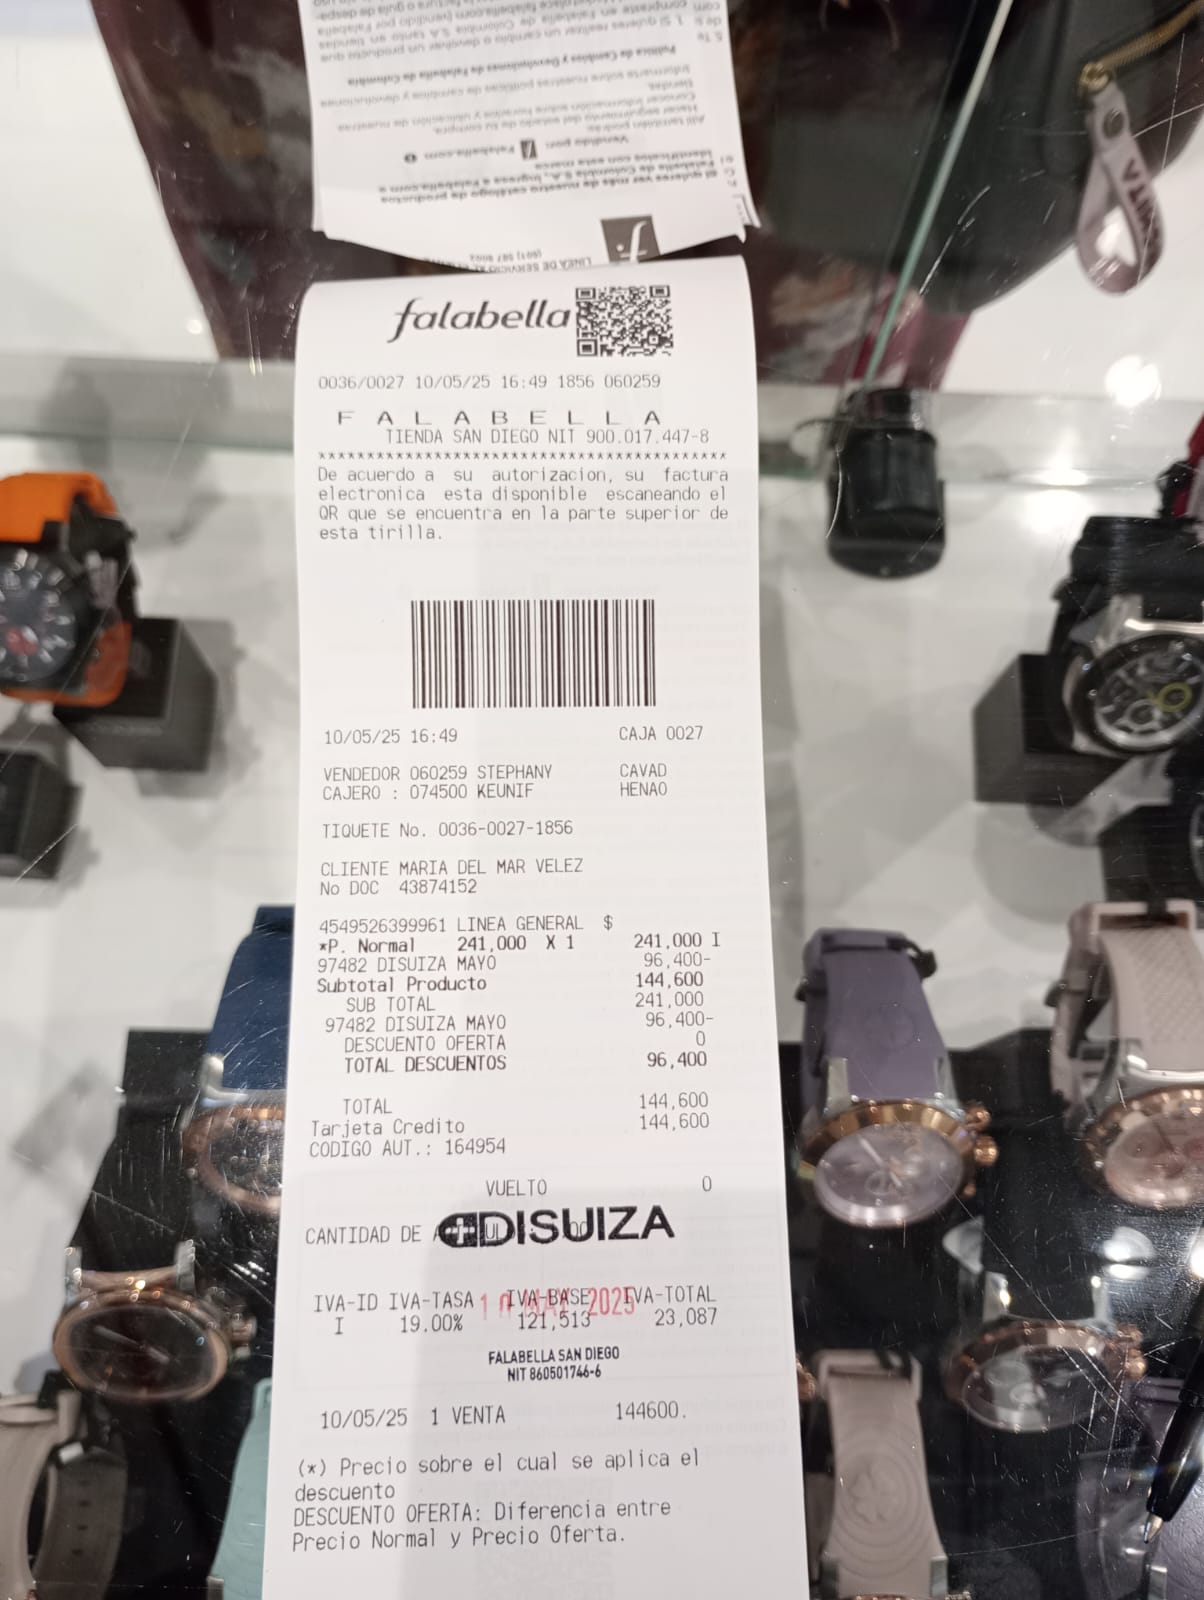 falabella
0036/0027 10/05/25 16:49 1856 060259
F A L A B E L L A
TIENDA SAN DIEGO NIT 900.017.447-8
******************************************
De acuerdo a su autorizacion, su factura
electronica esta disponible escaneando el
QR que se encuentra en la parte superior de
esta tirilla.
10/05/25 16:49 CAJA 0027
VENDEDOR 060259 STEPHANY CAVAD
CAJERO : 074500 KEUNIF HENAO
TIQUETE No. 0036-0027-1856
CLIENTE MARIA DEL MAR VELEZ
No DOC 43874152
4549526399961 LINEA GENERAL $
*P. Normal 241,000 X 1 241,000 I
97482 DISUIZA MAYO 96,400-
Subtotal Producto 144,600
SUB TOTAL 241,000
97482 DISUIZA MAYO 96,400-
DESCUENTO OFERTA 0
TOTAL DESCUENTOS 96,400
TOTAL 144,600
Tarjeta Credito 144,600
CODIGO AUT.: 164954
VUELTO 0
CANTIDAD DE
DISUIZA
IVA-ID IVA-TASA IVA-BASE IVA-TOTAL
10 MAY 2025
I 19.00% 121,513 23,087
FALABELLA SAN DIEGO
NIT 860501746-6
10/05/25 1 VENTA 144600.
(*) Precio sobre el cual se aplica el
descuento
DESCUENTO OFERTA: Diferencia entre
Precio Normal y Precio Oferta.